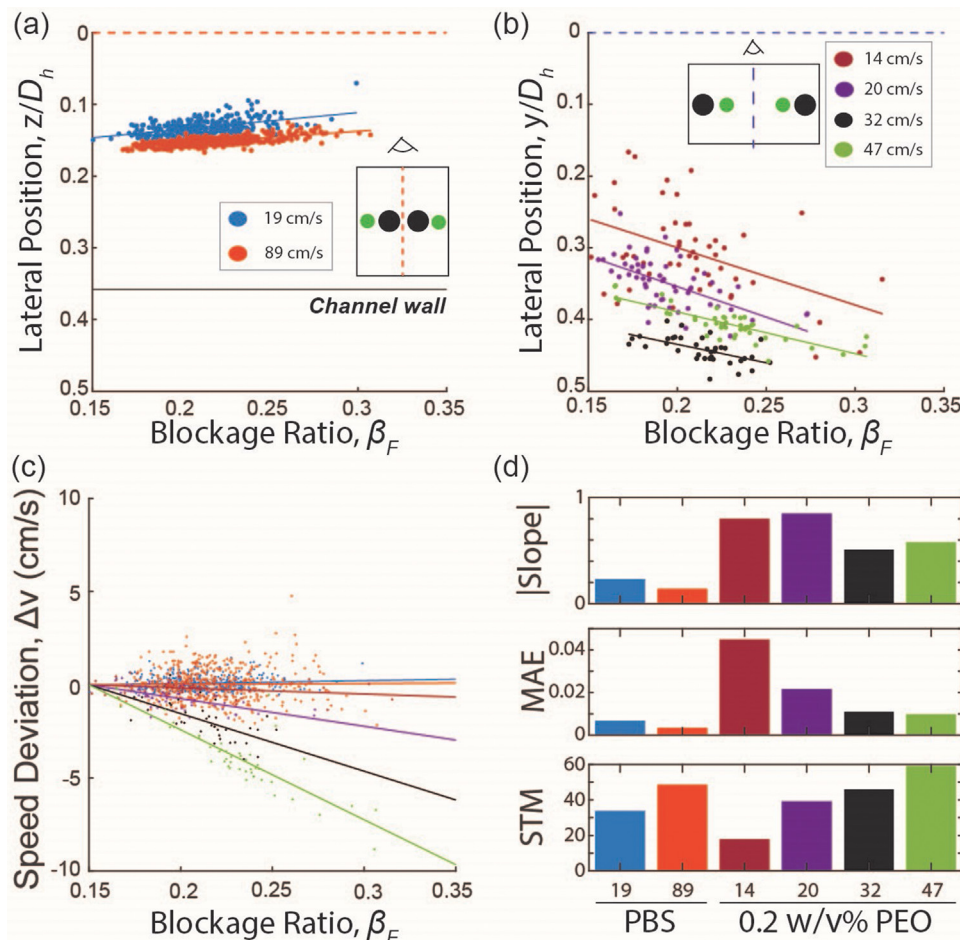 (a)
0
0.1
0.2
0.3
0.4
0.5
Lateral Position, z/D_h
19 cm/s
89 cm/s
Channel wall
0.15
0.2
0.25
0.3
0.35
Blockage Ratio, β_F
(b)
0
0.1
0.2
0.3
0.4
0.5
Lateral Position, y/D_h
14 cm/s
20 cm/s
32 cm/s
47 cm/s
0.15
0.2
0.25
0.3
0.35
Blockage Ratio, β_F
(c)
10
5
0
-5
-10
Speed Deviation, Δv (cm/s)
0.15
0.2
0.25
0.3
0.35
Blockage Ratio, β_F
(d)
1
0
|Slope|
0.04
0.02
0
MAE
60
40
20
0
STM
19 89 14 20 32 47
PBS 0.2 w/v% PEO